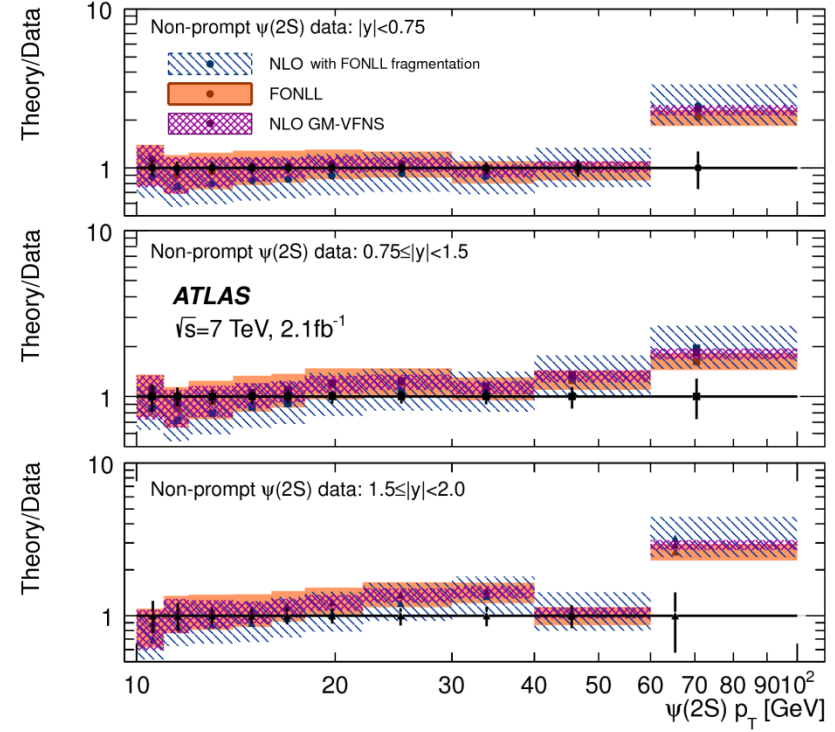 10
Non-prompt ψ(2S) data: |y|<0.75
NLO with FONLL fragmentation
FONLL
NLO GM-VFNS
1
Theory/Data
10
Non-prompt ψ(2S) data: 0.75≤|y|<1.5
ATLAS
√s=7 TeV, 2.1fb⁻¹
1
Theory/Data
10
Non-prompt ψ(2S) data: 1.5≤|y|<2.0
1
Theory/Data
10 20 30 40 50 60 70 80 90 10²
ψ(2S) p_T [GeV]